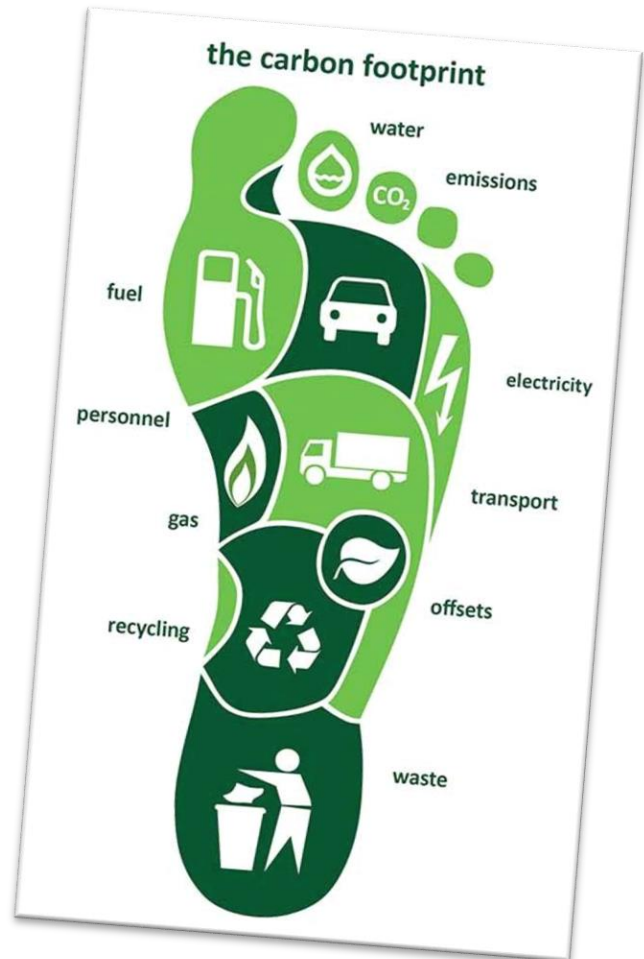 the carbon footprint
water
CO₂
emissions
fuel
electricity
personnel
transport
gas
offsets
recycling
waste